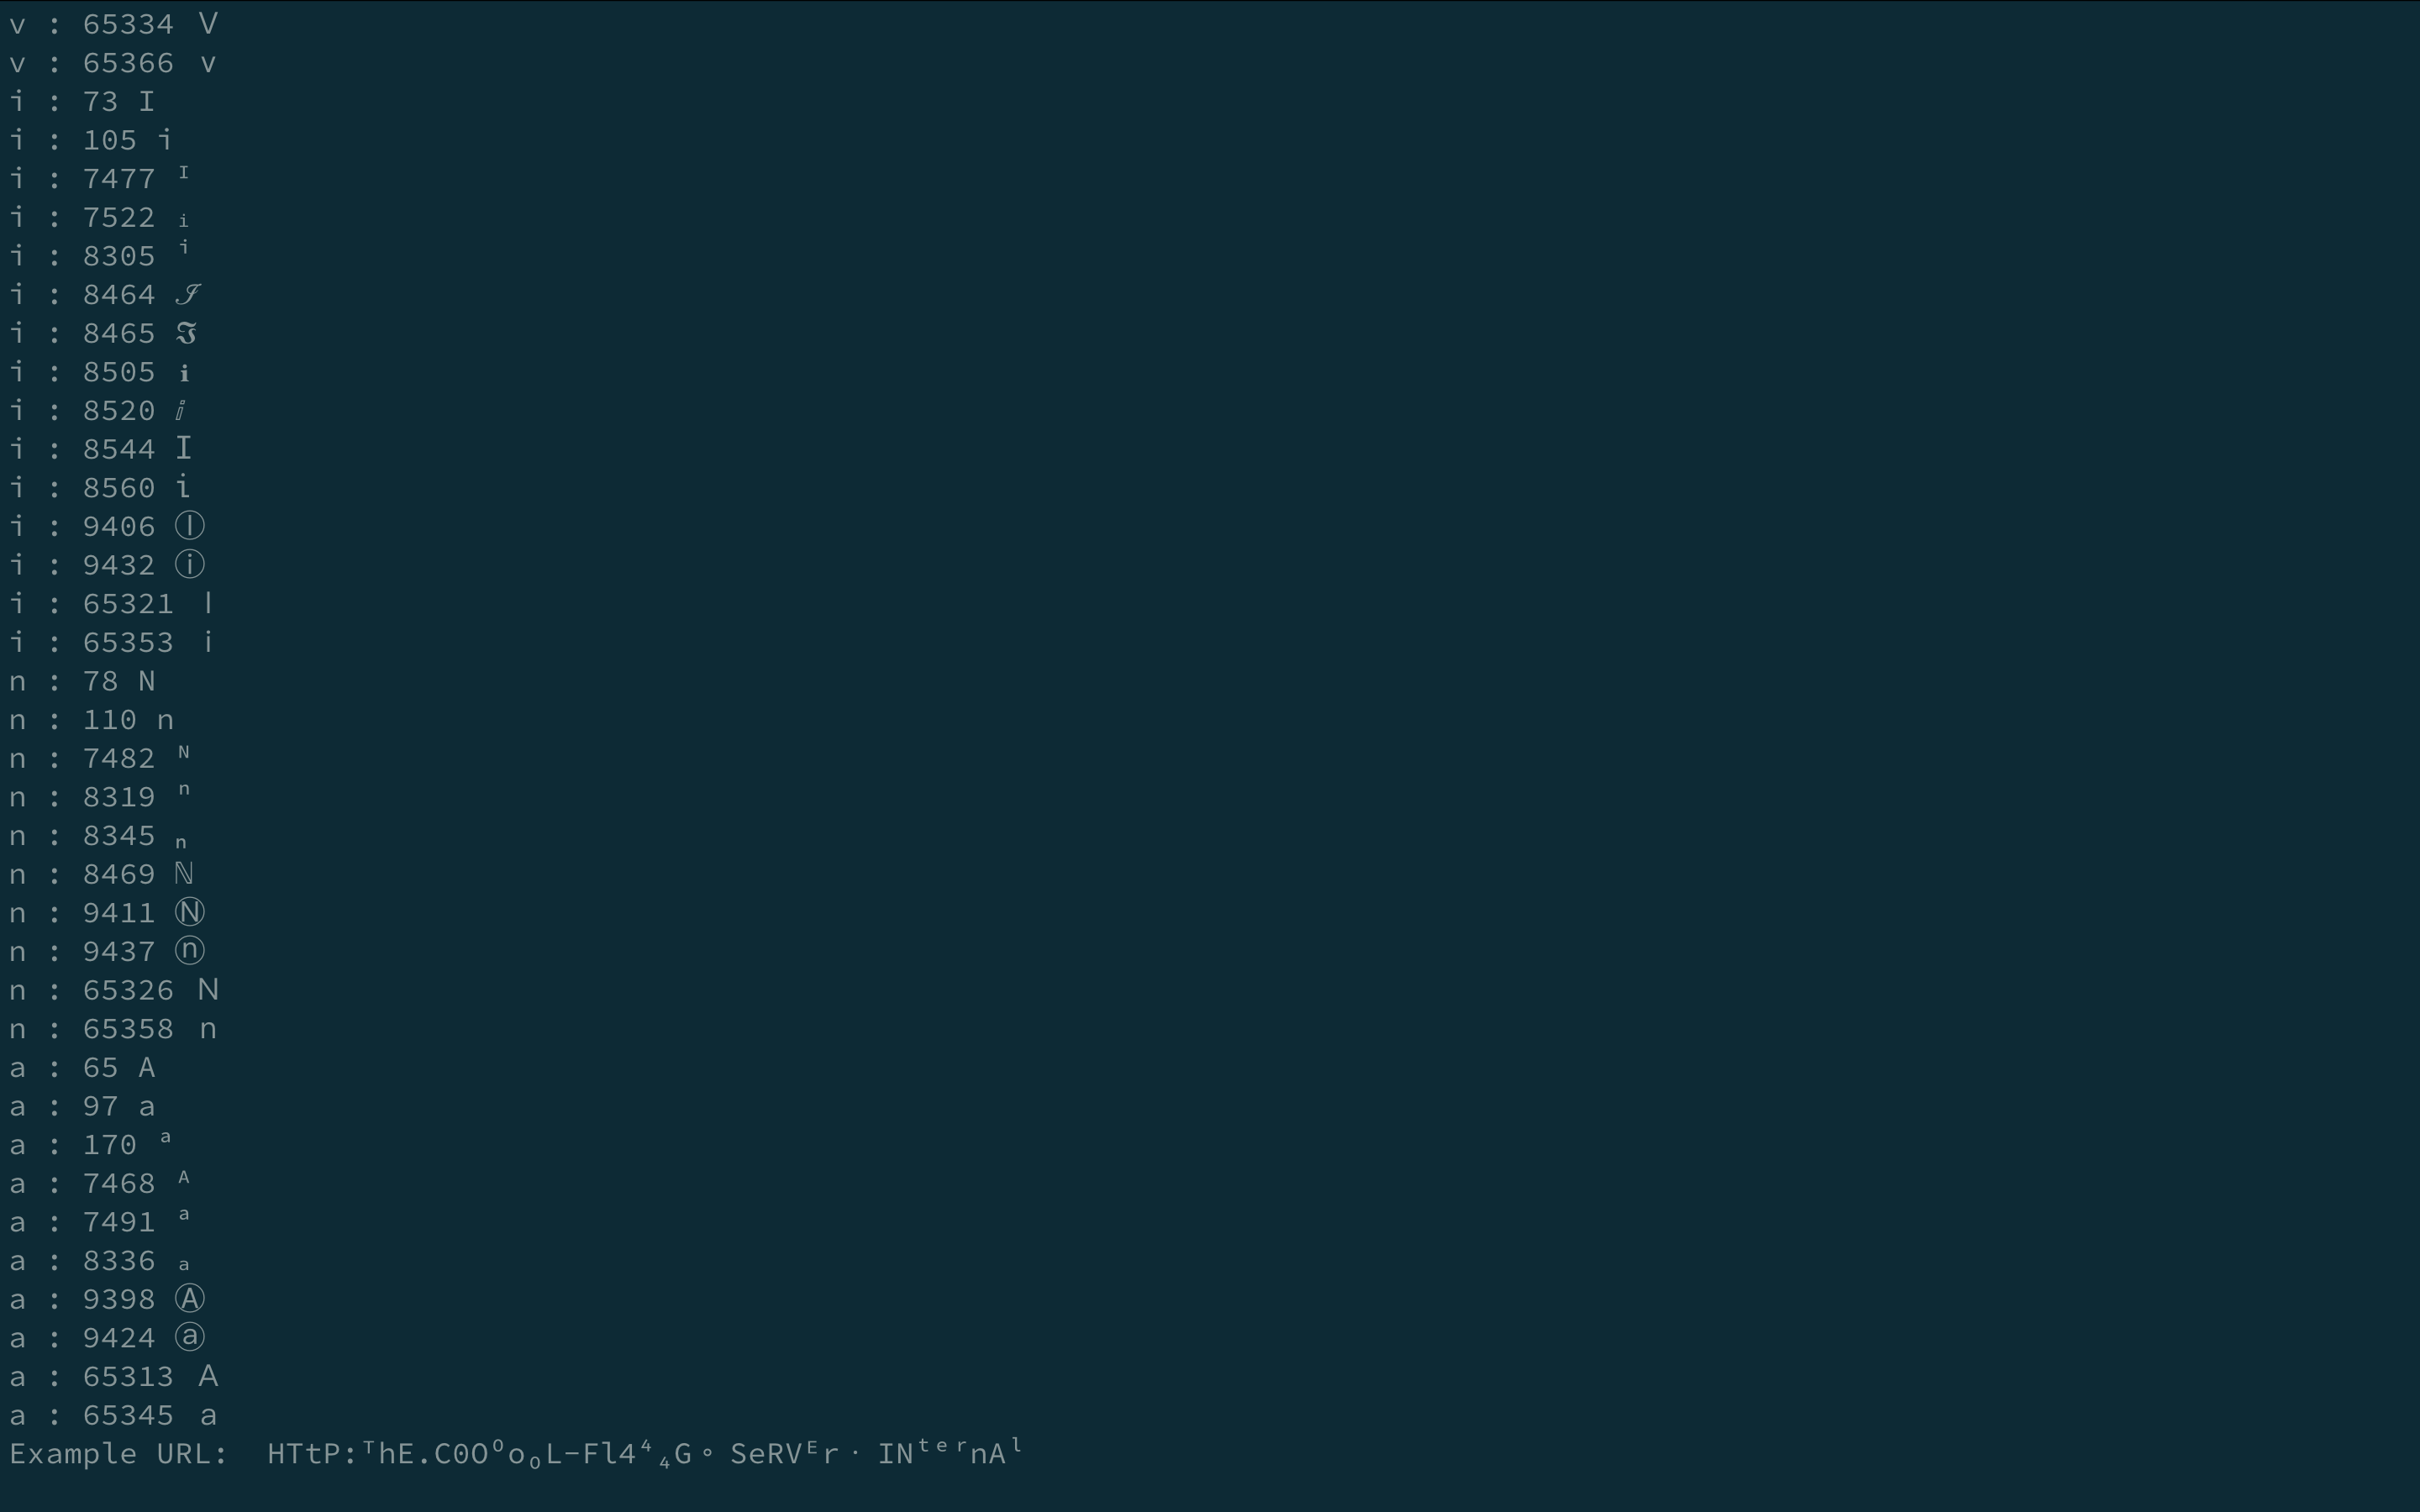 v : 65334 Ｖ
v : 65366 ｖ
i : 73 I
i : 105 i
i : 7477 ᴵ
i : 7522 ᵢ
i : 8305 ⁱ
i : 8464 ℐ
i : 8465 ℑ
i : 8505 ℹ
i : 8520 ⅈ
i : 8544 Ⅰ
i : 8560 ⅰ
i : 9406 Ⓘ
i : 9432 ⓘ
i : 65321 Ｉ
i : 65353 ｉ
n : 78 N
n : 110 n
n : 7482 ᴺ
n : 8319 ⁿ
n : 8345 ₙ
n : 8469 ℕ
n : 9411 Ⓝ
n : 9437 ⓝ
n : 65326 Ｎ
n : 65358 ｎ
a : 65 A
a : 97 a
a : 170 ª
a : 7468 ᴬ
a : 7491 ᵃ
a : 8336 ₐ
a : 9398 Ⓐ
a : 9424 ⓐ
a : 65313 Ａ
a : 65345 ａ
Example URL:  HTtP:ᵀhE.C0O⁰o₀L-Fl4⁴₄G｡SeRVᴱr・INᵗᵉʳnAˡ